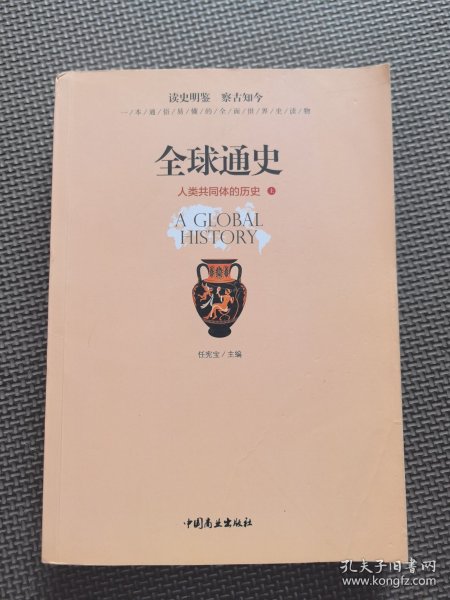 读史明鉴 察古知今
一/本/通/俗/易/懂/的/全/面/世/界/史/读/物
全球通史
人类共同体的历史 上
A GLOBAL
HISTORY
任宪宝/主编
中国商业出版社
孔夫子旧书网
www.kongfz.com